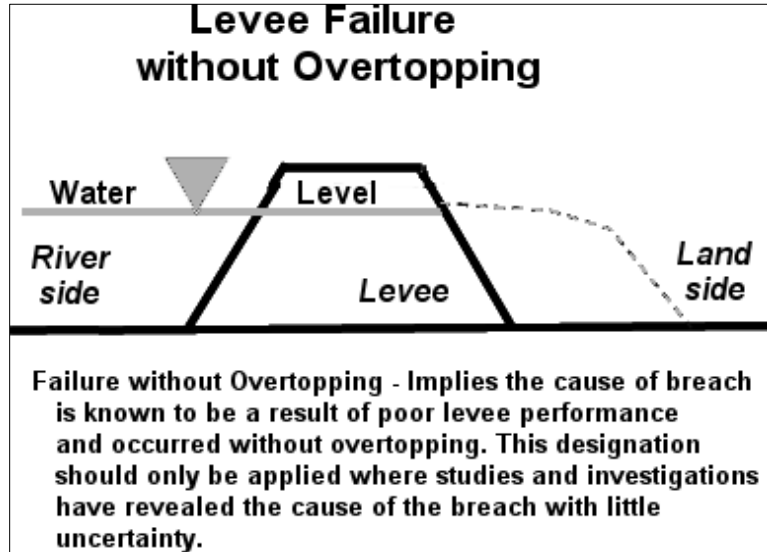 Levee Failure
without Overtopping
Water Level
River
side
Levee
Land
side
Failure without Overtopping - Implies the cause of breach
is known to be a result of poor levee performance
and occurred without overtopping. This designation
should only be applied where studies and investigations
have revealed the cause of the breach with little
uncertainty.